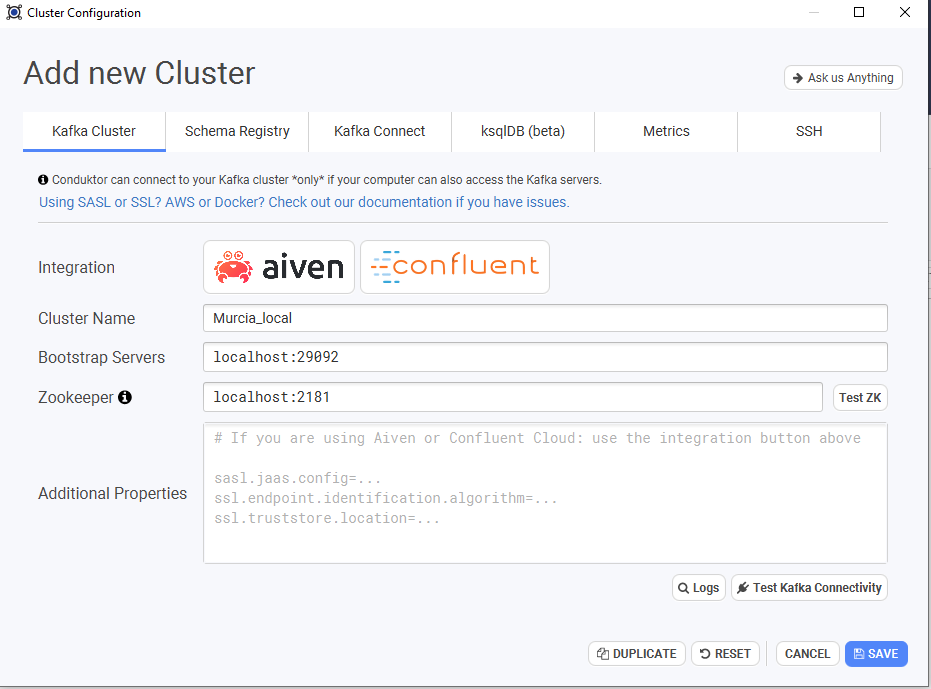 Cluster Configuration
Add new Cluster
Ask us Anything
Kafka Cluster Schema Registry Kafka Connect ksqlDB (beta) Metrics SSH
Conduktor can connect to your Kafka cluster *only* if your computer can also access the Kafka servers.
Using SASL or SSL? AWS or Docker? Check out our documentation if you have issues.
Integration aiven confluent
Cluster Name Murcia_local
Bootstrap Servers localhost:29092
Zookeeper localhost:2181 Test ZK
# If you are using Aiven or Confluent Cloud: use the integration button above
sasl.jaas.config=...
Additional Properties ssl.endpoint.identification.algorithm=...
ssl.truststore.location=...
Logs Test Kafka Connectivity
DUPLICATE RESET CANCEL SAVE